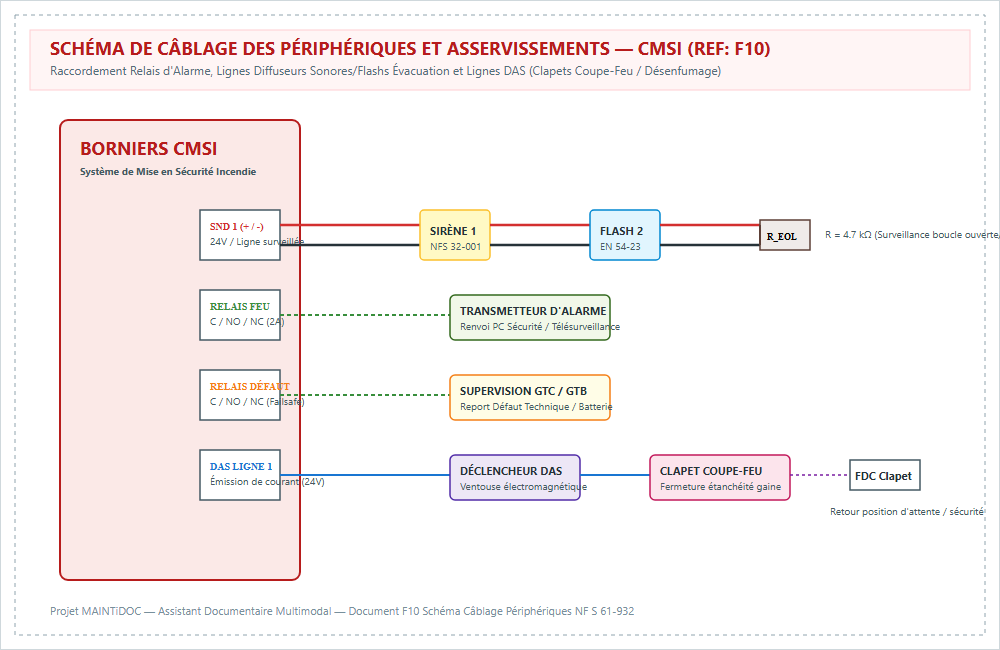 SCHÉMA DE CÂBLAGE DES PÉRIPHÉRIQUES ET ASSERVISSEMENTS — CMSI (REF: F10)
Raccordement Relais d'Alarme, Lignes Diffuseurs Sonores/Flashs Évacuation et Lignes DAS (Clapets Coupe-Feu / Désenfumage)
BORNIERS CMSI
Système de Mise en Sécurité Incendie
SND 1 (+ / -)
24V / Ligne surveillée
SIRÈNE 1
NFS 32-001
FLASH 2
EN 54-23
R_EOL
R = 4.7 kΩ (Surveillance boucle ouverte/
RELAIS FEU
C / NO / NC (2A)
TRANSMETTEUR D'ALARME
Renvoi PC Sécurité / Télésurveillance
RELAIS DÉFAUT
C / NO / NC (Failsafe)
SUPERVISION GTC / GTB
Report Défaut Technique / Batterie
DAS LIGNE 1
Émission de courant (24V)
DÉCLENCHEUR DAS
Ventouse électromagnétique
CLAPET COUPE-FEU
Fermeture étanchéité gaine
FDC Clapet
Retour position d'attente / sécurité
Projet MAINTiDOC — Assistant Documentaire Multimodal — Document F10 Schéma Câblage Périphériques NF S 61-932